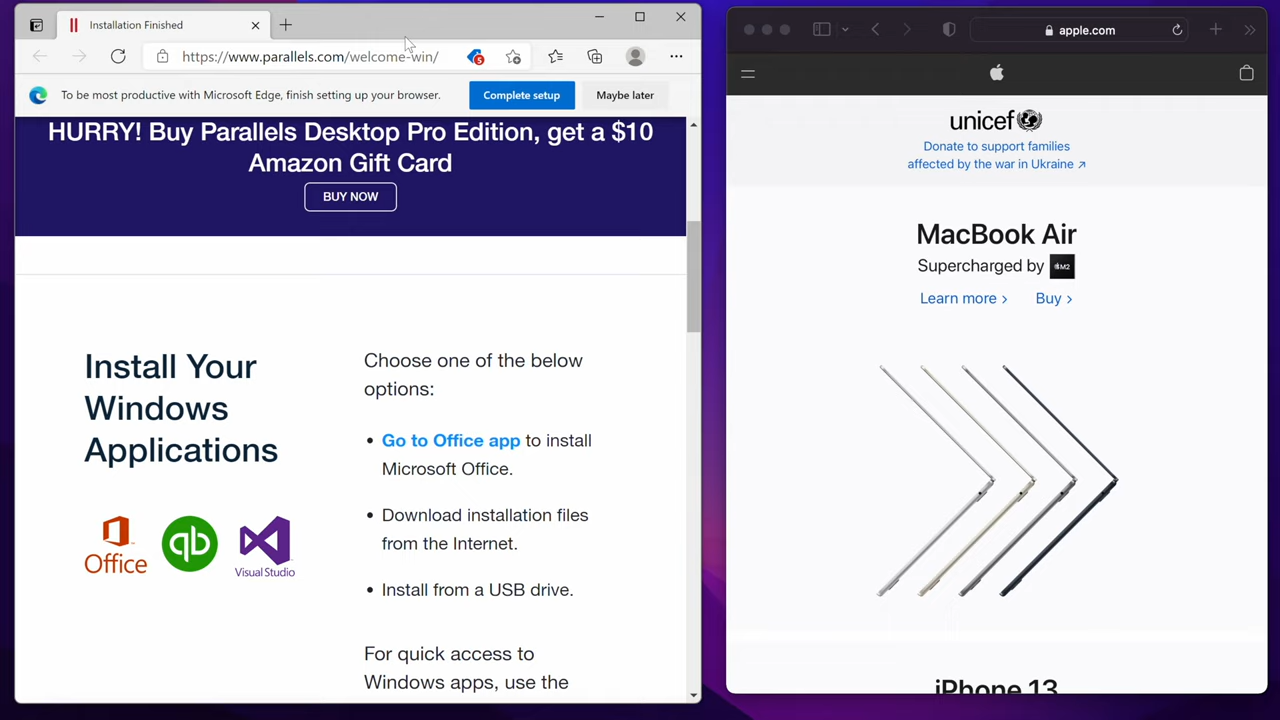 Installation Finished
https://www.parallels.com/welcome-win/
5
To be most productive with Microsoft Edge, finish setting up your browser.
Complete setup
Maybe later
HURRY! Buy Parallels Desktop Pro Edition, get a $10
Amazon Gift Card
BUY NOW
Install Your
Windows
Applications
Office
qb
Visual Studio
Choose one of the below
options:
• Go to Office app to install
Microsoft Office.
• Download installation files
from the Internet.
• Install from a USB drive.
For quick access to
Windows apps, use the
apple.com
unicef
Donate to support families
affected by the war in Ukraine ↗
MacBook Air
Supercharged by M2
Learn more >
Buy >
iPhone 13